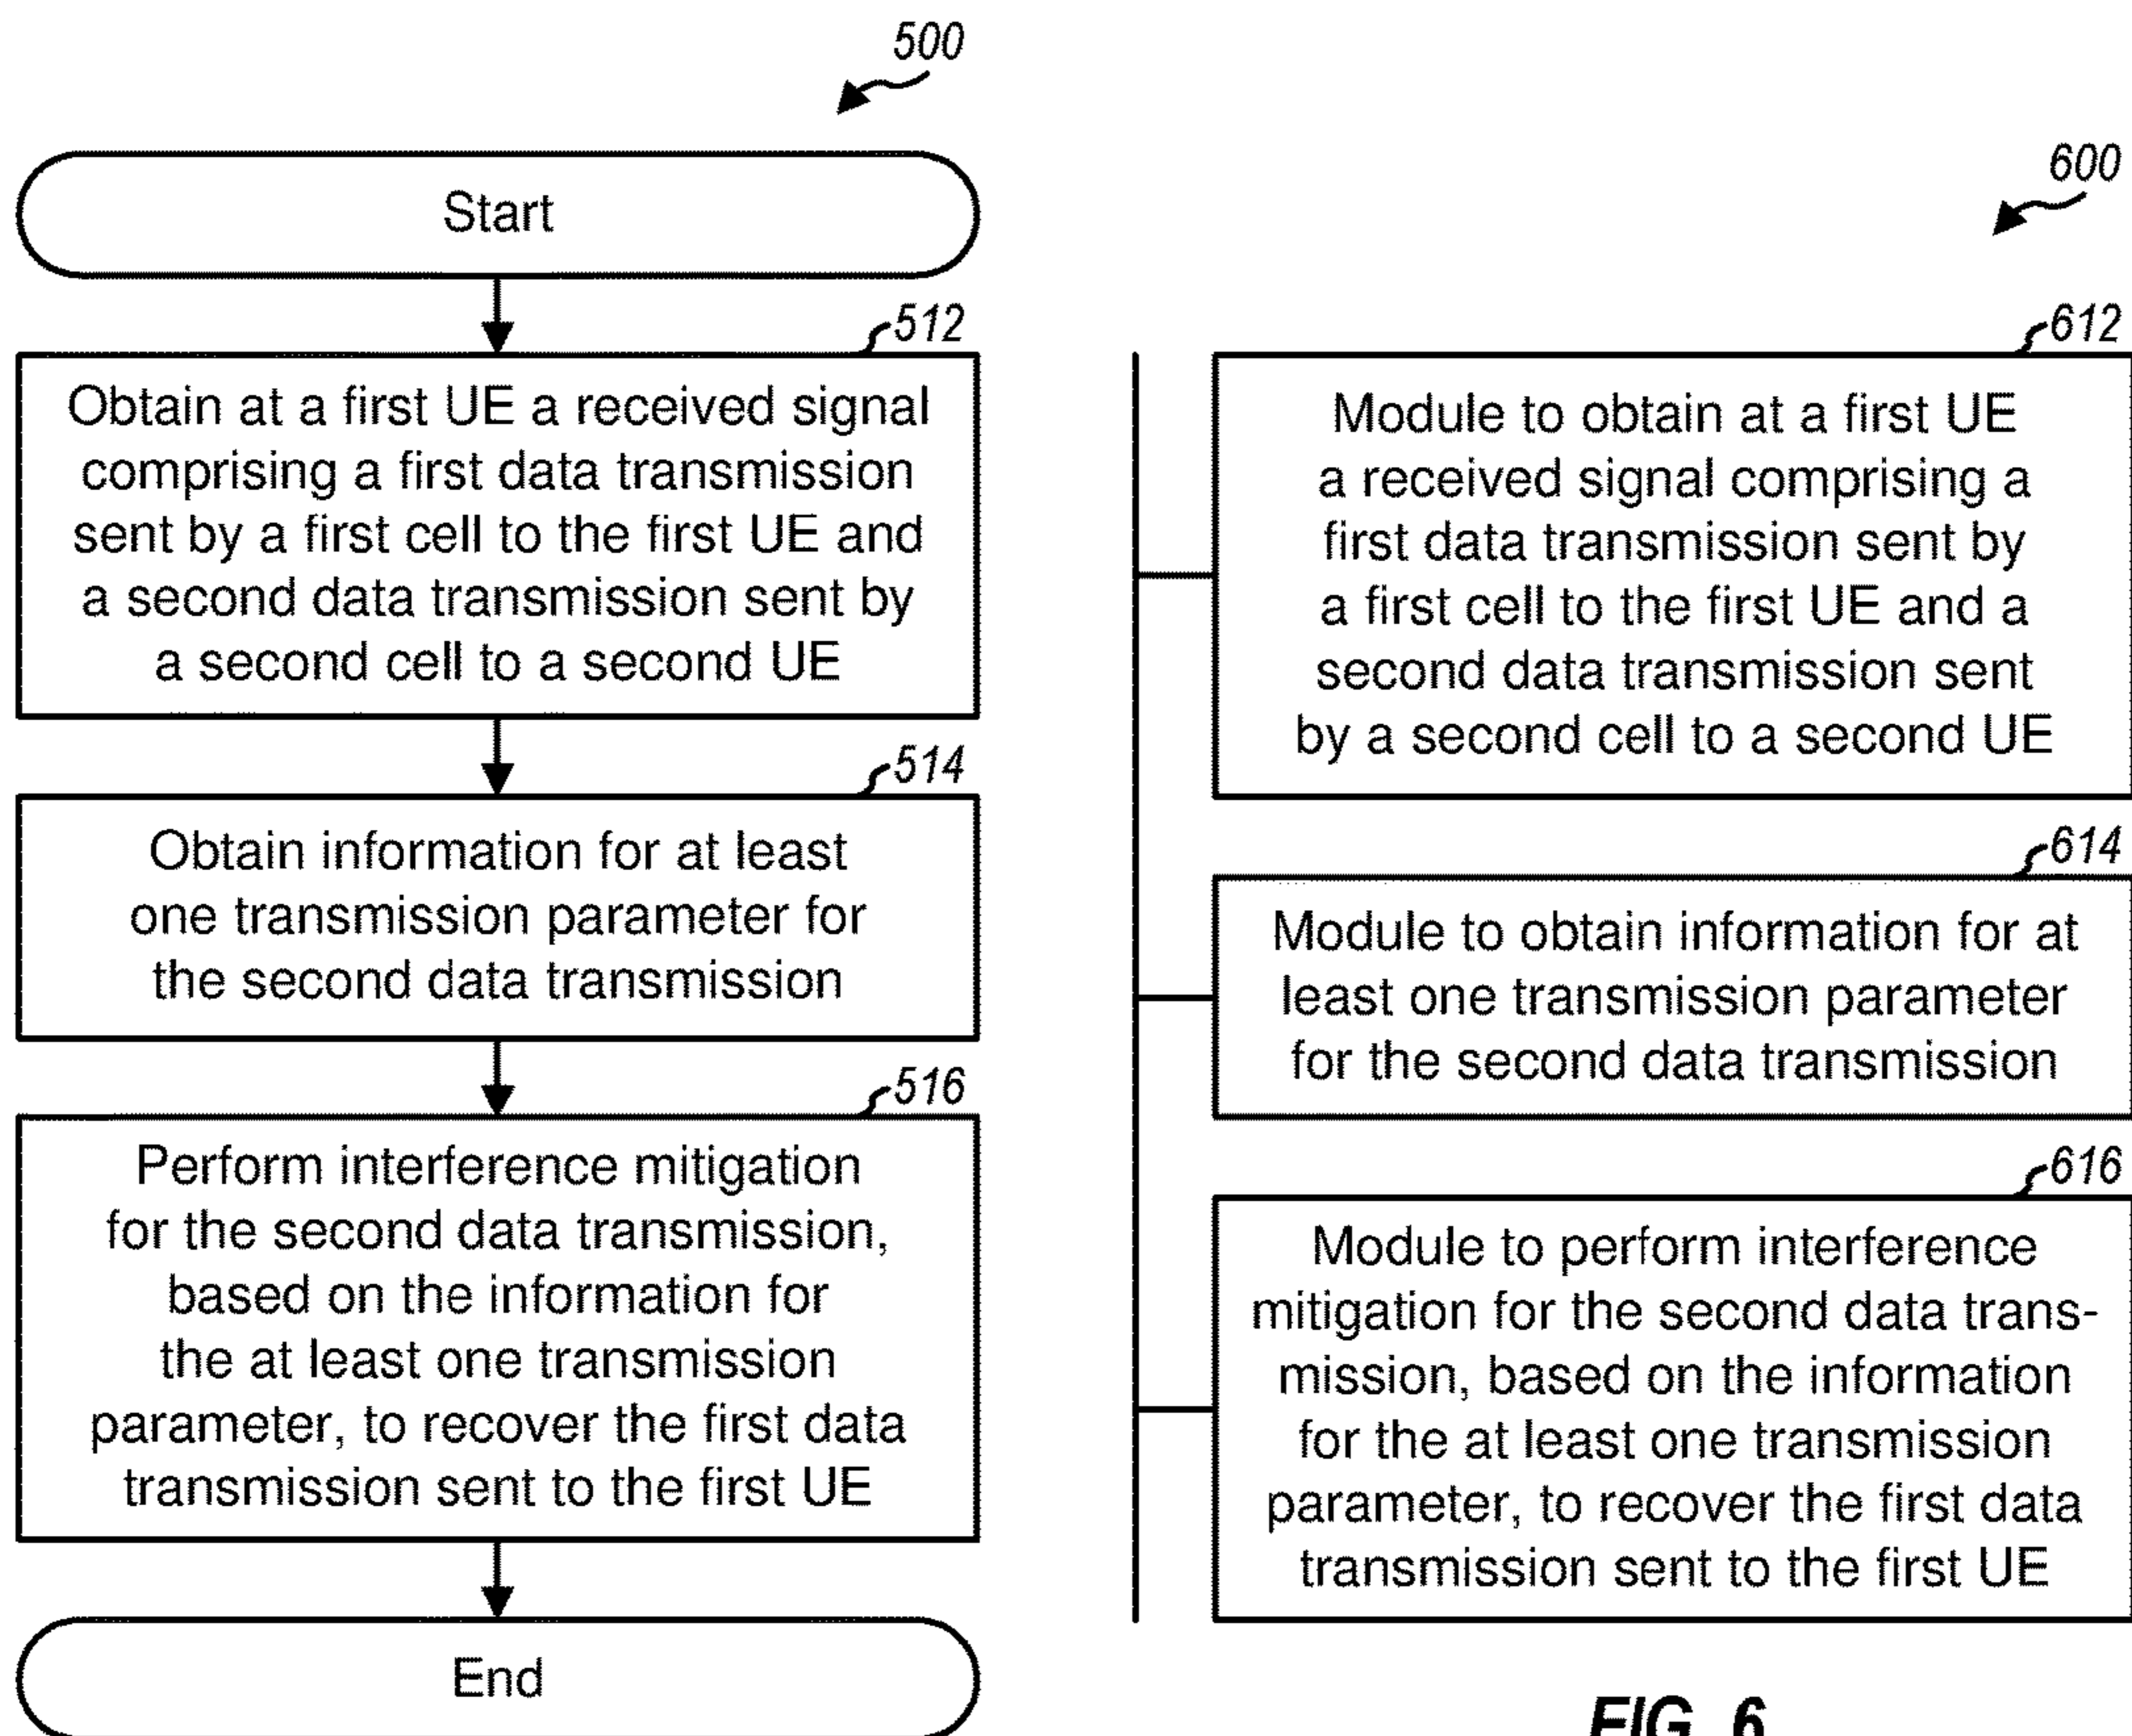 500
Start
512
Obtain at a first UE a received signal
comprising a first data transmission
sent by a first cell to the first UE and
a second data transmission sent by
a second cell to a second UE
514
Obtain information for at least
one transmission parameter for
the second data transmission
516
Perform interference mitigation
for the second data transmission,
based on the information for
the at least one transmission
parameter, to recover the first data
transmission sent to the first UE
End
600
612
Module to obtain at a first UE
a received signal comprising a
first data transmission sent by
a first cell to the first UE and a
second data transmission sent
by a second cell to a second UE
614
Module to obtain information for at
least one transmission parameter
for the second data transmission
616
Module to perform interference
mitigation for the second data trans-
mission, based on the information
for the at least one transmission
parameter, to recover the first data
transmission sent to the first UE
FIG. 6